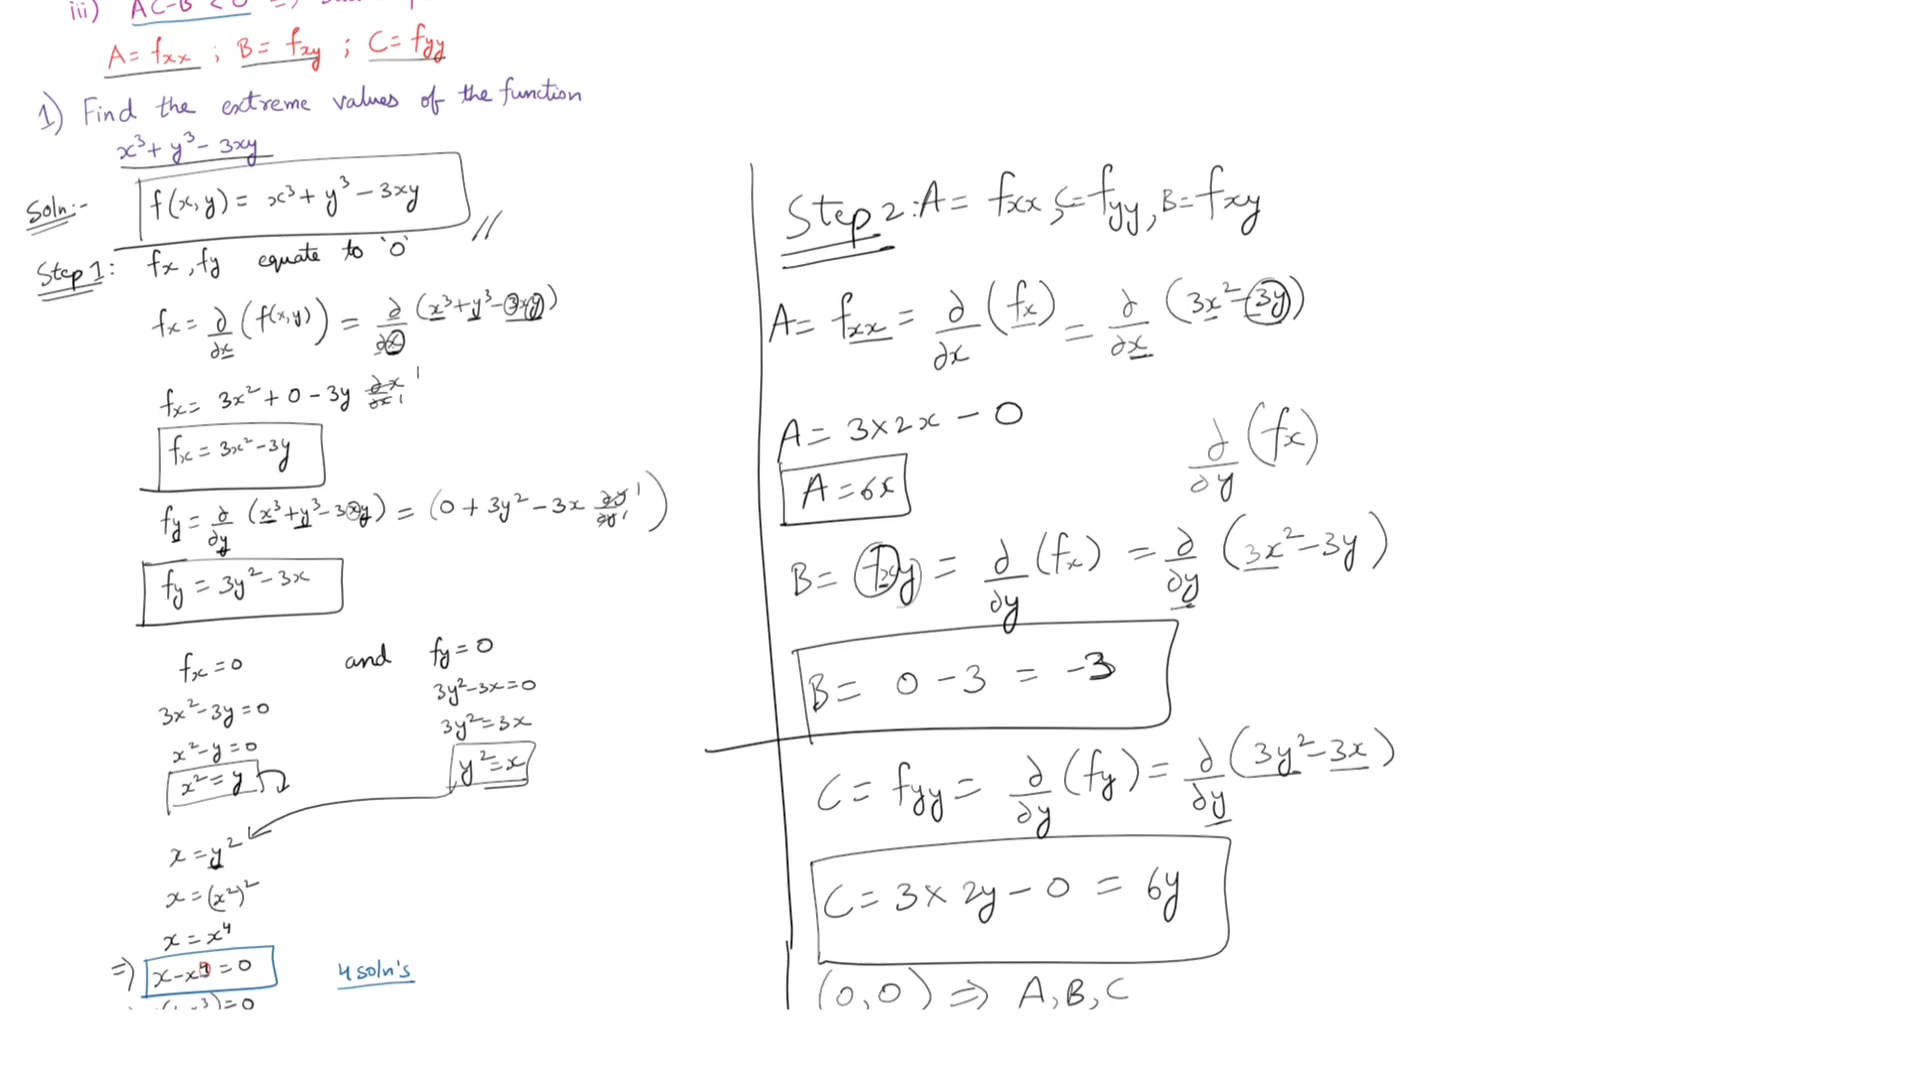 iii) AC-B < 0 =>
A = fxx ; B = fxy ; C = fyy
1) Find the extreme values of the function
x³ + y³ - 3xy
Soln:- f(x,y) = x³ + y³ - 3xy //
Step 1: fx, fy equate to '0'
fx = ∂/∂x (f(x,y)) = ∂/∂x (x³+y³-3xy)
fx = 3x² + 0 - 3y ∂x/∂x
fx = 3x² - 3y
fy = ∂/∂y (x³+y³-3xy) = (0 + 3y² - 3x ∂y/∂y)
fy = 3y² - 3x
fx = 0 and fy = 0
3x² - 3y = 0
3y² - 3x = 0
x² - y = 0
3y² = 3x
x² = y
y² = x
x = y²
x = (x²)²
x = x⁴
=> x - x⁴ = 0 4 soln's
Step 2: A = fxx, C = fyy, B = fxy
A = fxx = ∂/∂x (fx) = ∂/∂x (3x² - 3y)
A = 3×2x - 0
A = 6x
∂/∂y (fx)
B = fxy = ∂/∂y (fx) = ∂/∂y (3x² - 3y)
B = 0 - 3 = -3
C = fyy = ∂/∂y (fy) = ∂/∂y (3y² - 3x)
C = 3 × 2y - 0 = 6y
(0,0) => A, B, C